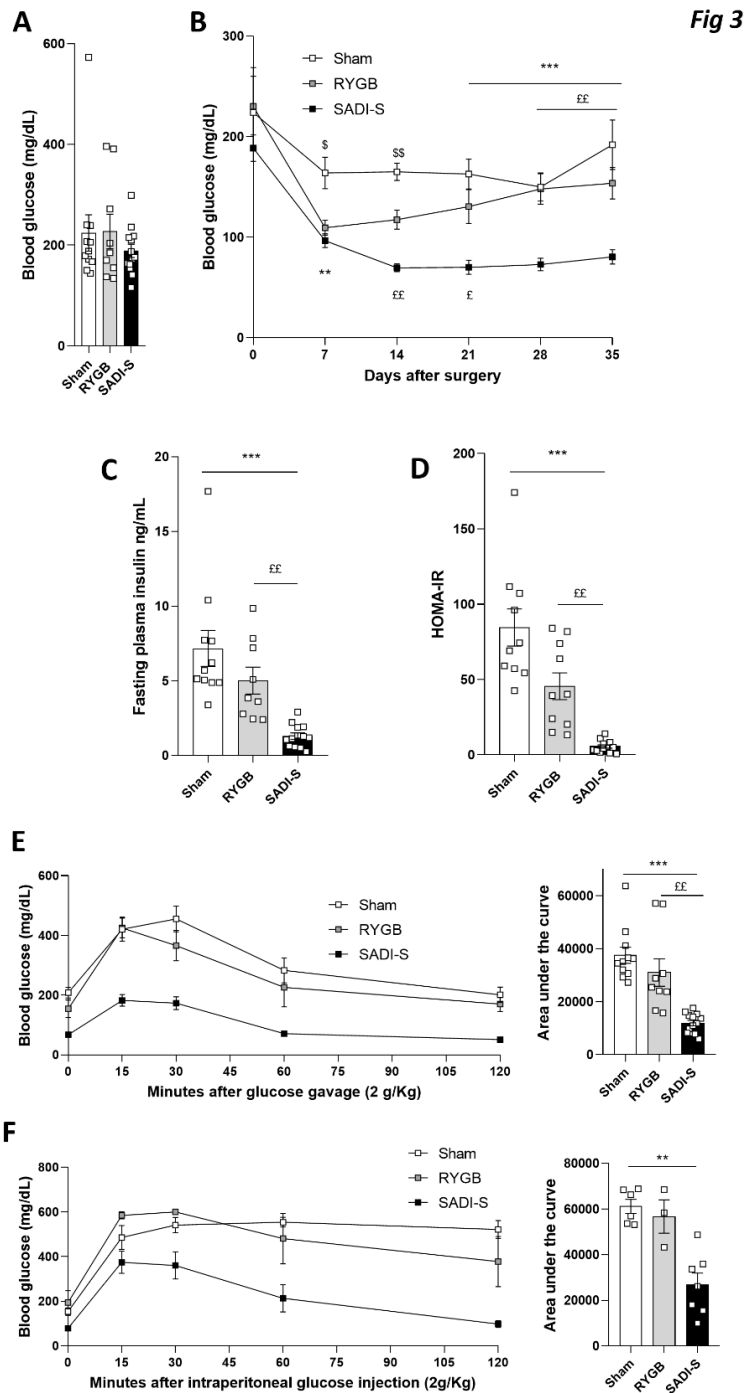 Fig 3
A
Blood glucose (mg/dL)
600
400
200
0
Sham
RYGB
SADI-S
B
Blood glucose (mg/dL)
300
200
100
0
Sham
RYGB
SADI-S
***
££
$
$$
**
££
£
0 7 14 21 28 35
Days after surgery
C
Fasting plasma insulin ng/mL
20
15
10
5
0
***
££
Sham
RYGB
SADI-S
D
HOMA-IR
200
150
100
50
0
***
££
Sham
RYGB
SADI-S
E
Blood glucose (mg/dL)
600
400
200
0
Sham
RYGB
SADI-S
0 15 30 45 60 75 90 105 120
Minutes after glucose gavage (2 g/Kg)
Area under the curve
60000
40000
20000
0
***
££
Sham
RYGB
SADI-S
F
Blood glucose (mg/dL)
800
600
400
200
0
Sham
RYGB
SADI-S
0 15 30 45 60 75 90 105 120
Minutes after intraperitoneal glucose injection (2g/Kg)
Area under the curve
80000
60000
40000
20000
0
**
Sham
RYGB
SADI-S